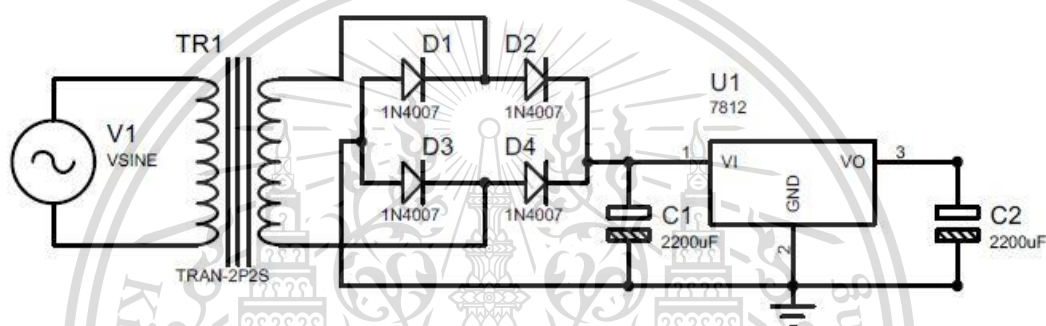 TR1
TRAN-2P2S
V1
VSINE
D1
1N4007
D2
1N4007
D3
1N4007
D4
1N4007
C1
2200uF
U1
7812
1
VI
VO
3
GND
2
C2
2200uF